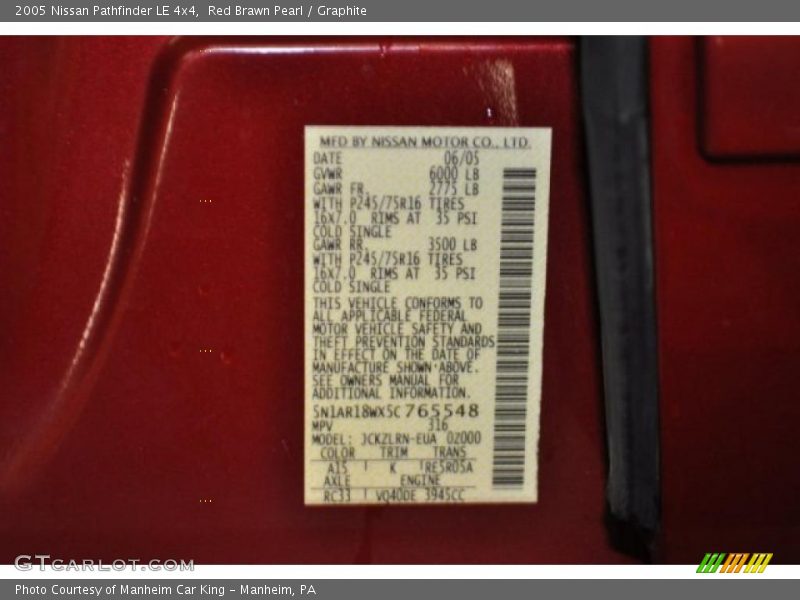 2005 Nissan Pathfinder LE 4x4,  Red Brawn Pearl / Graphite
MFD BY NISSAN MOTOR CO., LTD.
DATE 06/05
GVWR 6000 LB
GAWR FR. 2775 LB
WITH P245/75R16 TIRES
16X7.0 RIMS AT 35 PSI
COLD SINGLE
GAWR RR. 3500 LB
WITH P245/75R16 TIRES
16X7.0 RIMS AT 35 PSI
COLD SINGLE
THIS VEHICLE CONFORMS TO
ALL APPLICABLE FEDERAL
MOTOR VEHICLE SAFETY AND
THEFT PREVENTION STANDARDS
IN EFFECT ON THE DATE OF
MANUFACTURE SHOWN ABOVE.
SEE OWNERS MANUAL FOR
ADDITIONAL INFORMATION.
5N1AR18WX5C765548
MPV 316
MODEL: JCKZLRN-EUA 02000
COLOR TRIM TRANS
A15 K RE5R05A
AXLE ENGINE
RC33 VQ40DE 3945CC
GTCARLOT.COM
Photo Courtesy of Manheim Car King - Manheim, PA